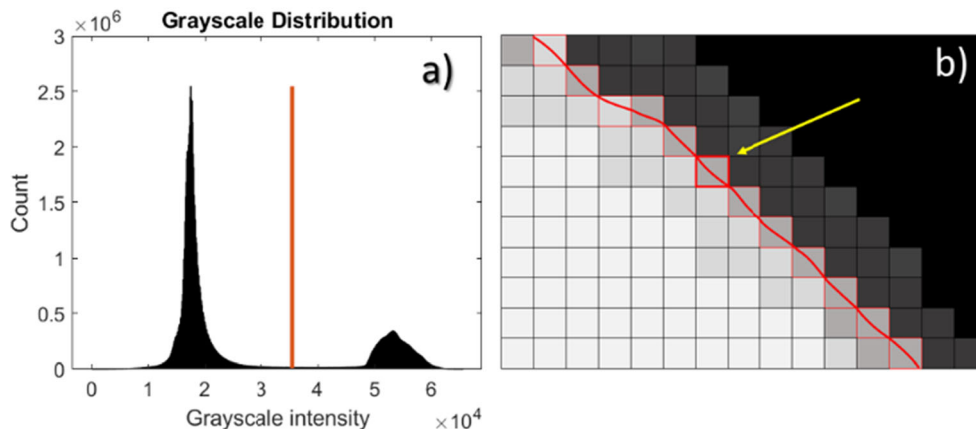 Grayscale Distribution
×10⁶
3
2.5
2
1.5
1
0.5
0
Count
0 1 2 3 4 5 6
Grayscale intensity
×10⁴
a)
b)